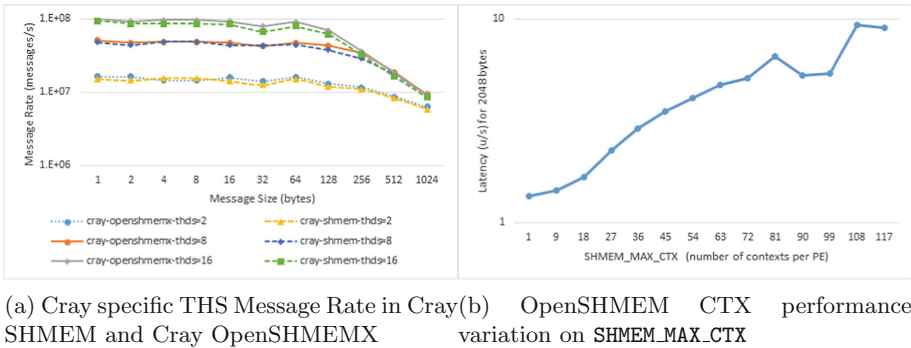 Message Rate (messages/s)
1.E+08
1.E+07
1.E+06
1 2 4 8 16 32 64 128 256 512 1024
Message Size (bytes)
cray-openshmemx-thds=2
cray-shmem-thds=2
cray-openshmemx-thds=8
cray-shmem-thds=8
cray-openshmemx-thds=16
cray-shmem-thds=16
Latency (u/s) for 2048 bytes
10
1
1 9 18 27 36 45 54 63 72 81 90 99 108 117
SHMEM_MAX_CTX (number of contexts per PE)
(a) Cray specific THS Message Rate in Cray
SHMEM and Cray OpenSHMEMX
(b) OpenSHMEM CTX performance
variation on SHMEM_MAX_CTX